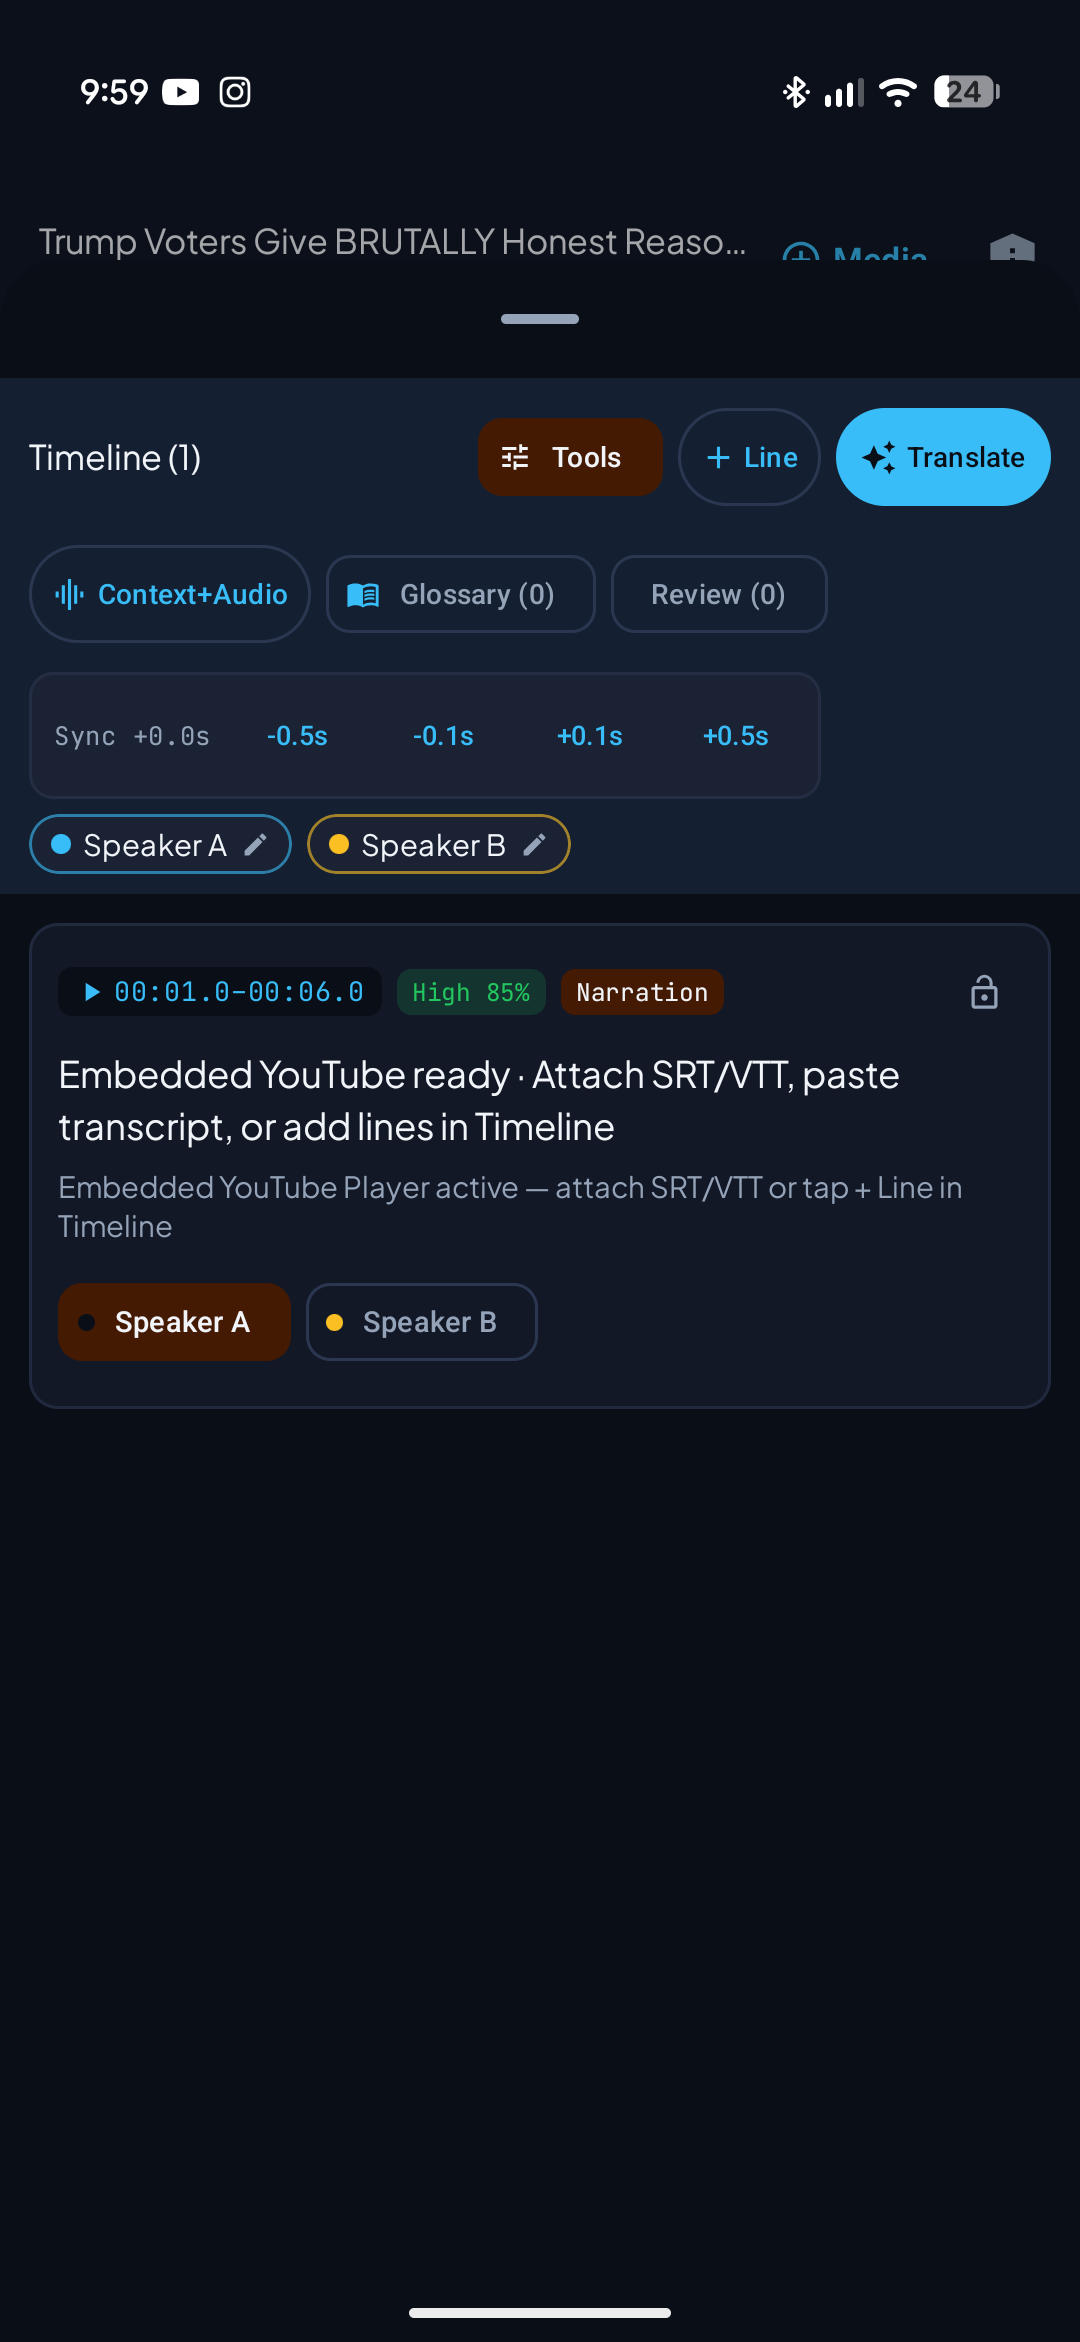 9:59
24
Trump Voters Give BRUTALLY Honest Reaso...
Media
Timeline (1)
Tools
+ Line
Translate
Context+Audio
Glossary (0)
Review (0)
Sync +0.0s
-0.5s
-0.1s
+0.1s
+0.5s
Speaker A
Speaker B
00:01.0–00:06.0
High 85%
Narration
Embedded YouTube ready · Attach SRT/VTT, paste
transcript, or add lines in Timeline
Embedded YouTube Player active — attach SRT/VTT or tap + Line in
Timeline
Speaker A
Speaker B